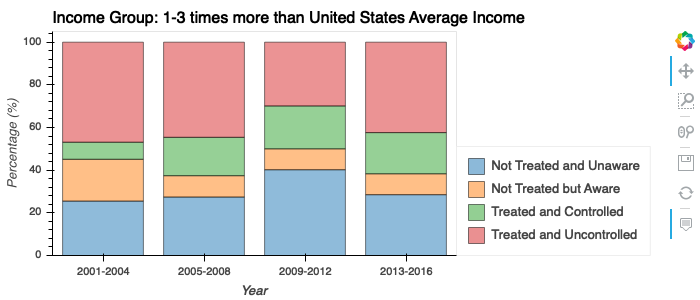 Income Group: 1-3 times more than United States Average Income
Percentage (%)
100
80
60
40
20
0
2001-2004 2005-2008 2009-2012 2013-2016
Year
Not Treated and Unaware
Not Treated but Aware
Treated and Controlled
Treated and Uncontrolled